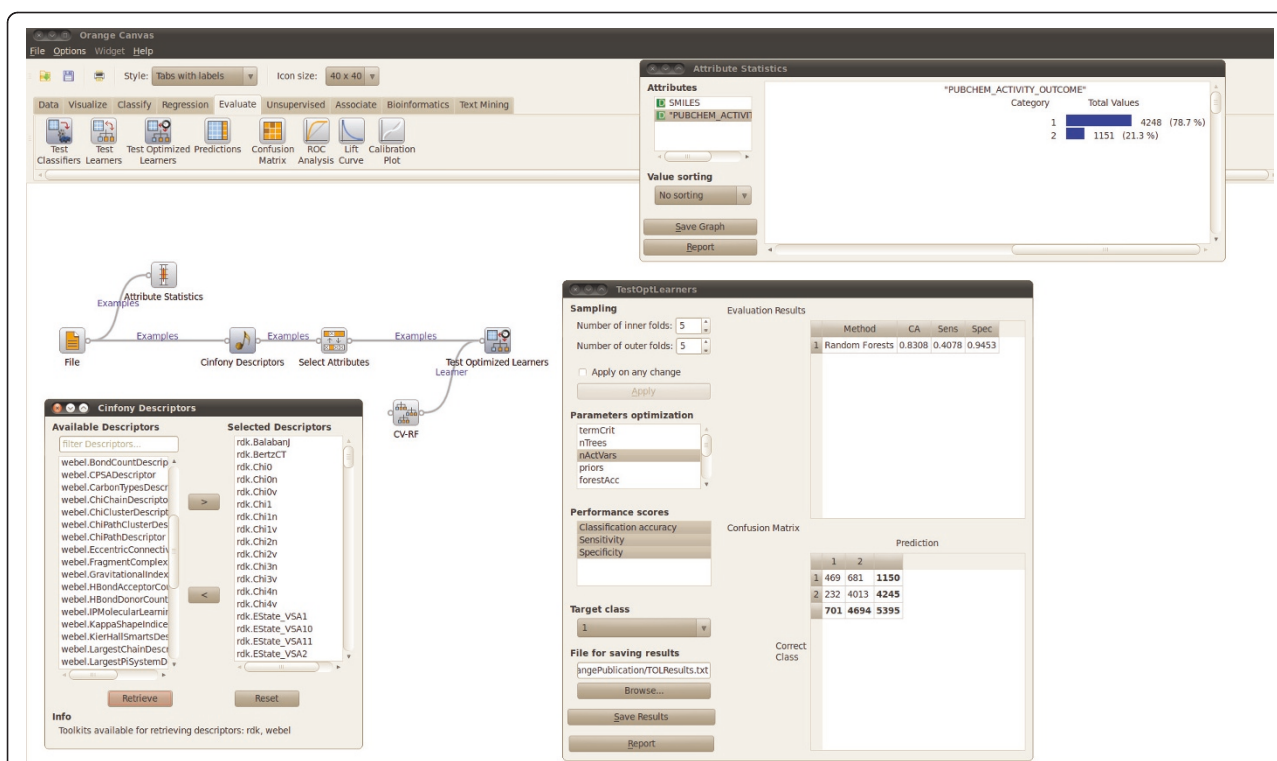 Orange Canvas
File Options Widget Help
Style: Tabs with labels Icon size: 40 x 40
Data Visualize Classify Regression Evaluate Unsupervised Associate Bioinformatics Text Mining
Test Classifiers
Test Learners
Test Optimized Learners
Predictions
Confusion Matrix
ROC Analysis
Lift Curve
Calibration Plot
Attribute Statistics
Attributes
D SMILES
D "PUBCHEM_ACTIVIT
Value sorting
No sorting
Save Graph
Report
"PUBCHEM_ACTIVITY_OUTCOME"
Category Total Values
1 4248 (78.7 %)
2 1151 (21.3 %)
Attribute Statistics
Examples
File
Examples
Cinfony Descriptors
Examples
Select Attributes
Examples
Test Optimized Learners
Learner
CV-RF
Cinfony Descriptors
Available Descriptors
filter Descriptors...
webel.BondCountDescrip
webel.CPSADescriptor
webel.CarbonTypesDescr
webel.ChiChainDescripto
webel.ChiClusterDescript
webel.ChiPathClusterDes
webel.ChiPathDescriptor
webel.EccentricConnectiv
webel.FragmentComplex
webel.GravitationalIndex
webel.HBondAcceptorCou
webel.HBondDonorCount
webel.IPMolecularLearnin
webel.KappaShapeIndice
webel.KierHallSmartsDes
webel.LargestChainDescr
webel.LargestPiSystemD
>
<
Selected Descriptors
rdk.BalabanJ
rdk.BertzCT
rdk.Chi0
rdk.Chi0n
rdk.Chi0v
rdk.Chi1
rdk.Chi1n
rdk.Chi1v
rdk.Chi2n
rdk.Chi2v
rdk.Chi3n
rdk.Chi3v
rdk.Chi4n
rdk.Chi4v
rdk.EState_VSA1
rdk.EState_VSA10
rdk.EState_VSA11
rdk.EState_VSA2
Retrieve
Reset
Info
Toolkits available for retrieving descriptors: rdk, webel
TestOptLearners
Sampling
Number of inner folds: 5
Number of outer folds: 5
Apply on any change
Apply
Parameters optimization
termCrit
nTrees
nActVars
priors
forestAcc
Performance scores
Classification accuracy
Sensitivity
Specificity
Target class
1
File for saving results
angePublication/TOLResults.txt
Browse...
Save Results
Report
Evaluation Results
Method CA Sens Spec
1 Random Forests 0.8308 0.4078 0.9453
Confusion Matrix
Prediction
1 2
1 469 681 1150
2 232 4013 4245
701 4694 5395
Correct
Class